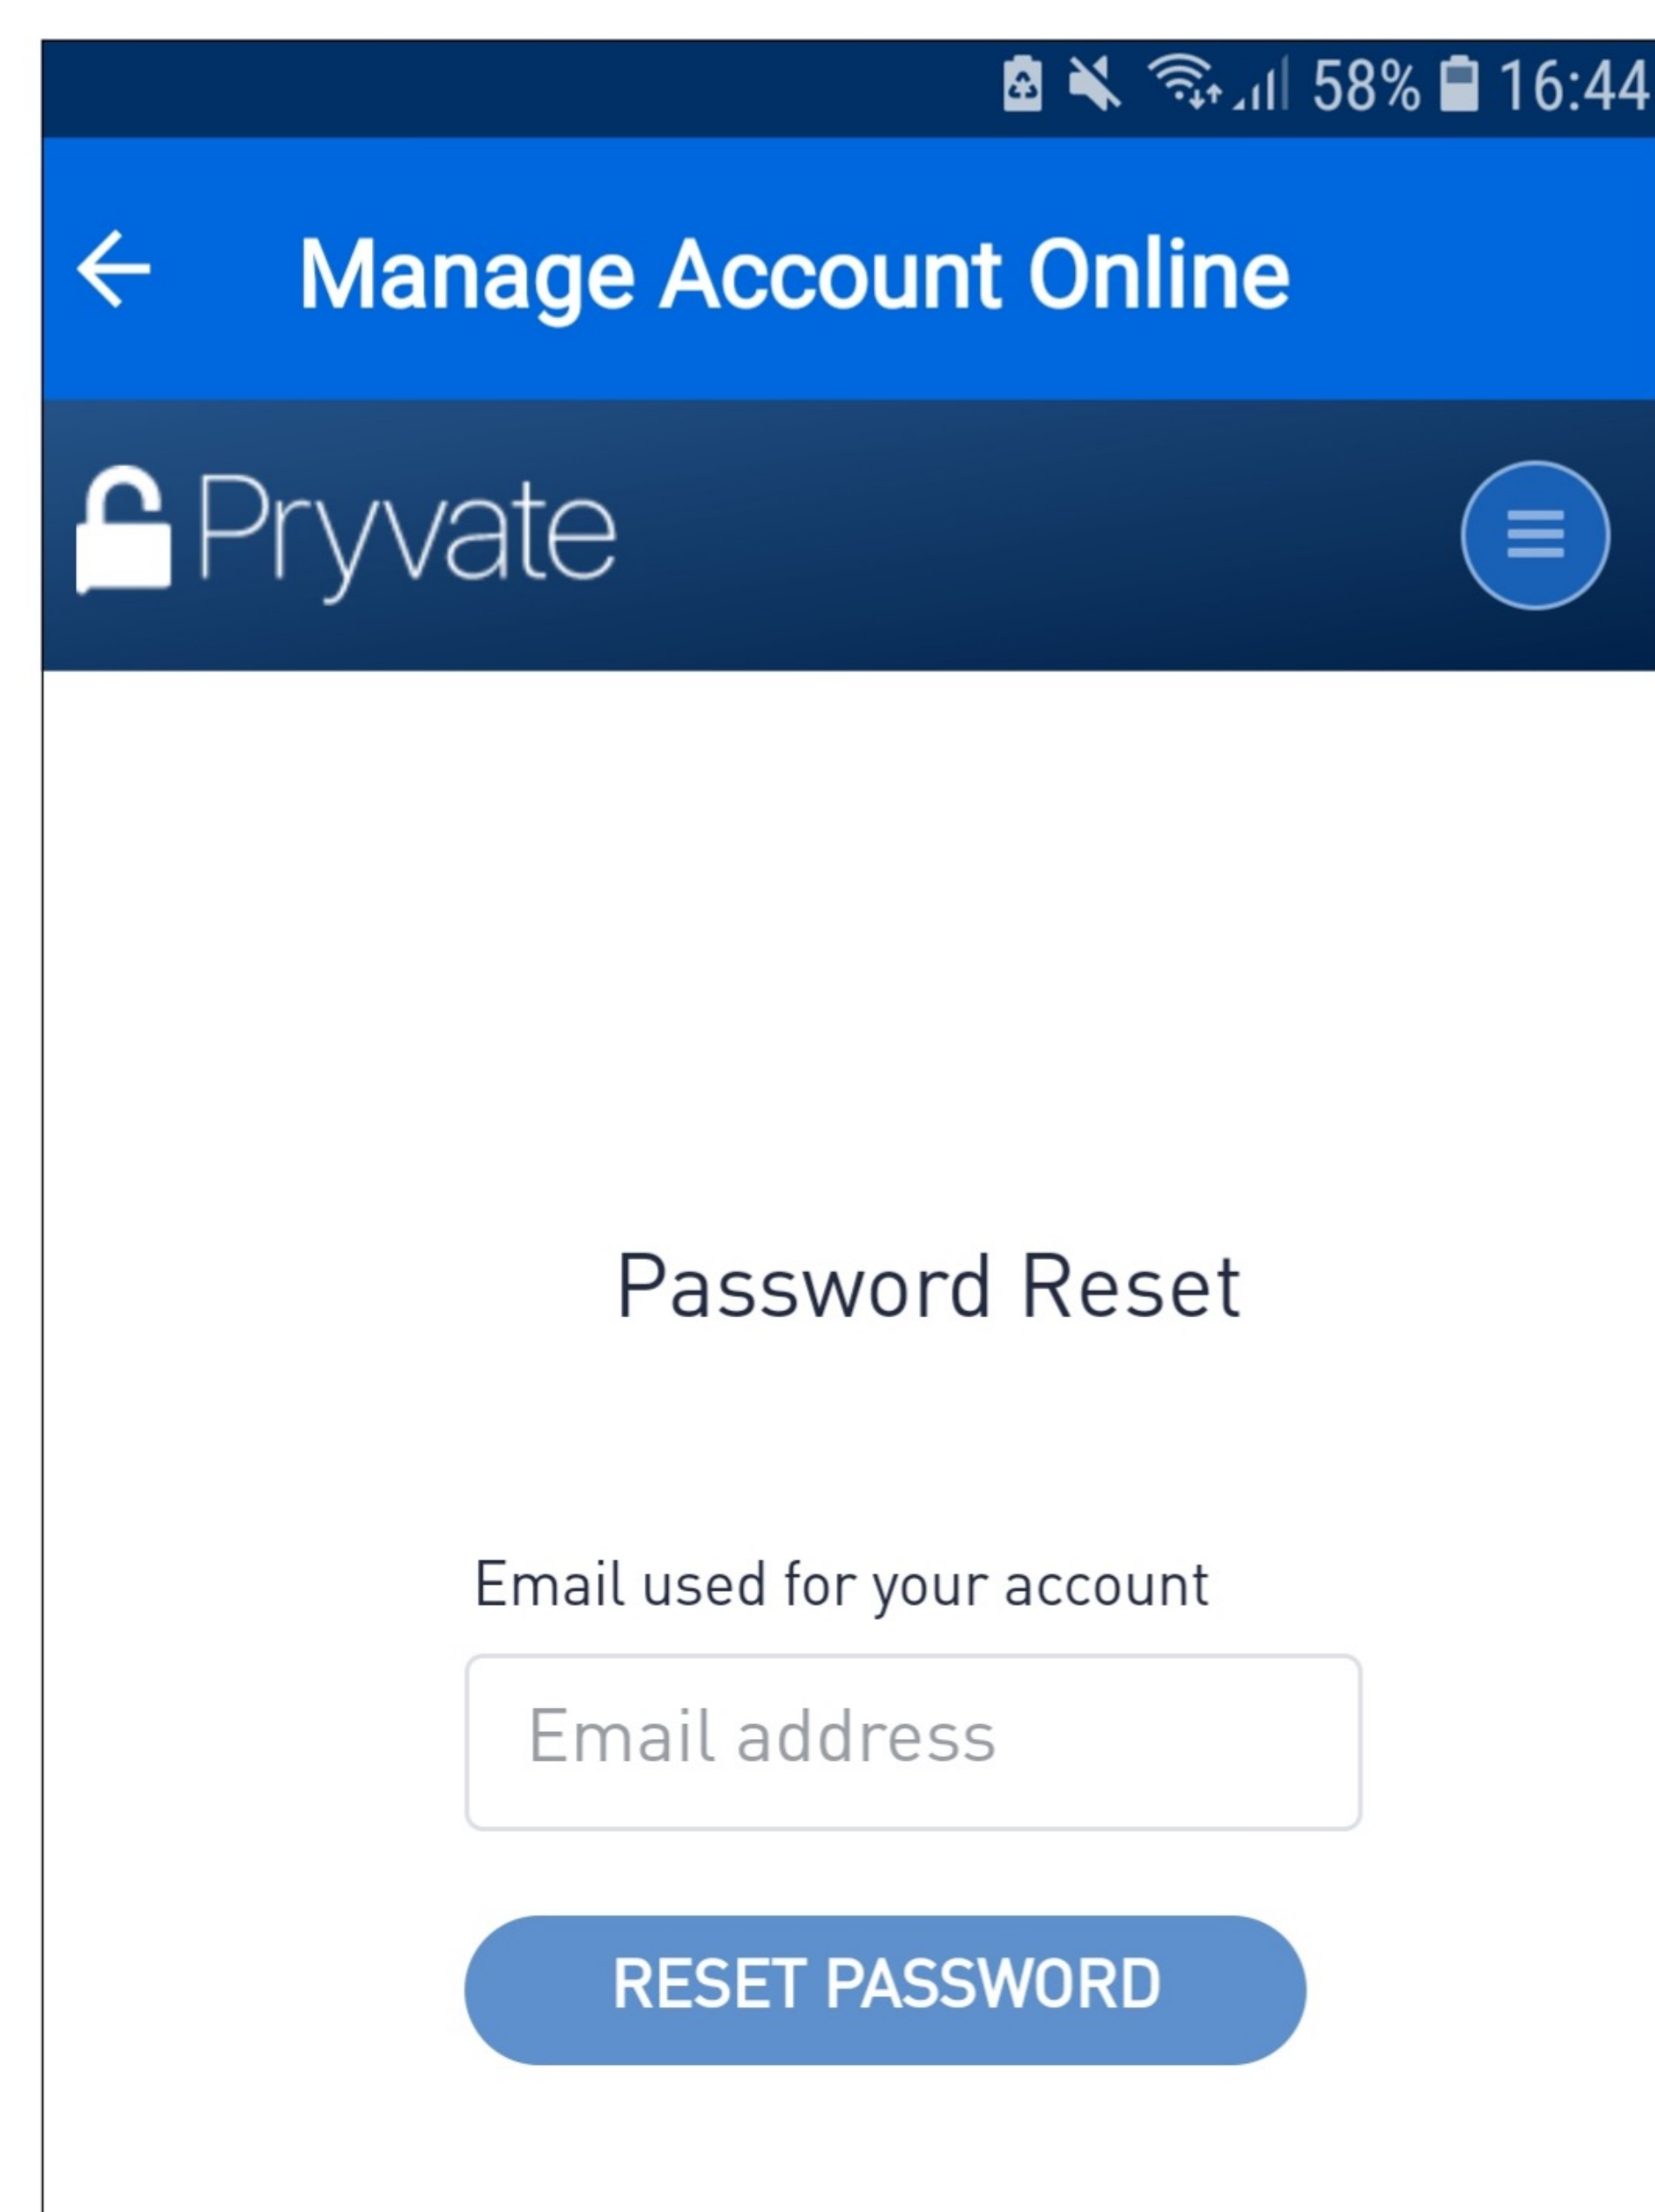 58% 16:44
Manage Account Online
Pryvate
Password Reset
Email used for your account
Email address
RESET PASSWORD